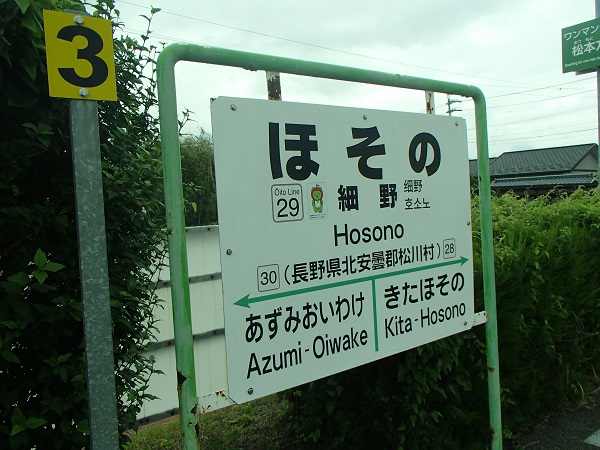 3
ワンマン
松本方
ほその
Ōito Line
29
細野
细野
호소노
Hosono
30 (長野県北安曇郡松川村) 28
あずみおいわけ きたほその
Azumi-Oiwake Kita-Hosono